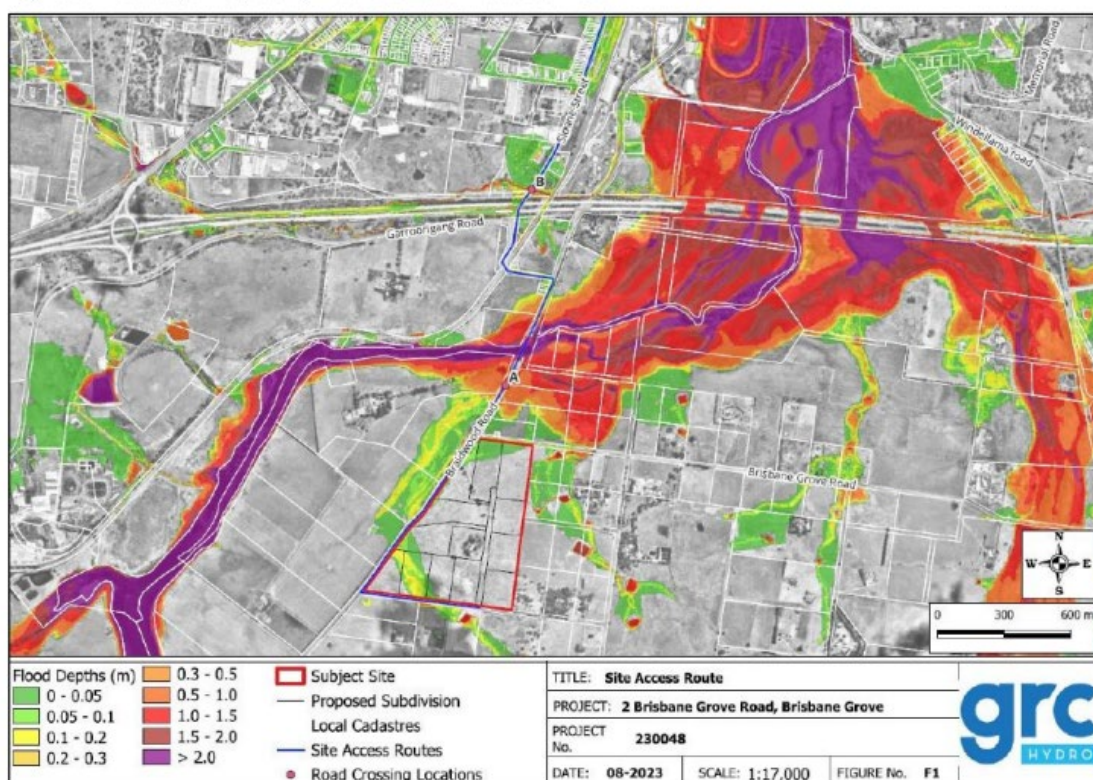 Memorial Road
Windellama road
Sloane Street
B
Garroorigang Road
A
Braidwood Road
Brisbane Grove Road
N
W E
S
0 300 600 m
Flood Depths (m)
0 - 0.05
0.05 - 0.1
0.1 - 0.2
0.2 - 0.3
0.3 - 0.5
0.5 - 1.0
1.0 - 1.5
1.5 - 2.0
> 2.0
Subject Site
Proposed Subdivision
Local Cadastres
Site Access Routes
Road Crossing Locations
TITLE: Site Access Route
PROJECT: 2 Brisbane Grove Road, Brisbane Grove
PROJECT No. 230048
DATE: 08-2023 SCALE: 1:17,000 FIGURE No. F1
grc
HYDRO